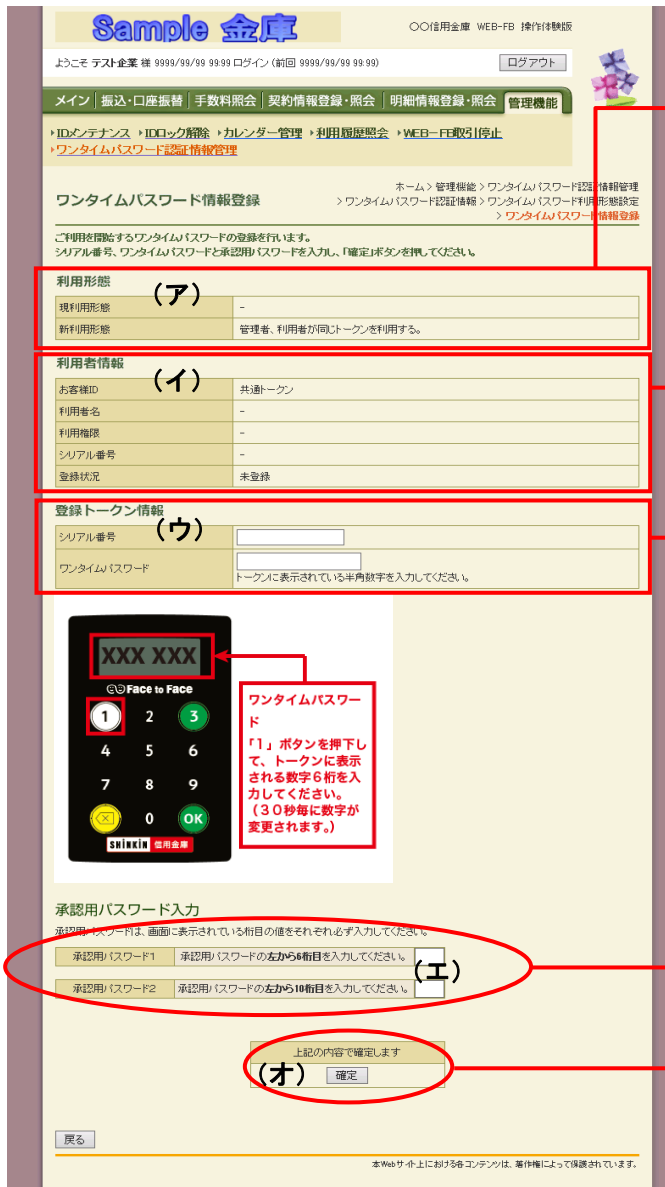 Sample 金庫
〇〇信用金庫 WEB-FB 操作体験版
ようこそ テスト企業 様 9999/99/99 99:99 ログイン (前回 9999/99/99 99:99)
ログアウト
メイン 振込・口座振替 手数料照会 契約情報登録・照会 明細情報登録・照会 管理機能
IDメンテナンス IDロック解除 カレンダー管理 利用履歴照会 WEB-FB取引停止
ワンタイムパスワード認証情報管理
ワンタイムパスワード情報登録
ホーム > 管理機能 > ワンタイムパスワード認証情報管理
> ワンタイムパスワード認証情報 > ワンタイムパスワード利用形態設定
> ワンタイムパスワード情報登録
ご利用を開始するワンタイムパスワードの登録を行います。
シリアル番号、ワンタイムパスワードと承認用パスワードを入力し、「確定」ボタンを押してください。
利用形態
(ア)
現利用形態 -
新利用形態 管理者、利用者が同じトークンを利用する。
利用者情報
(イ)
お客様ID 共通トークン
利用者名 -
利用権限 -
シリアル番号 -
登録状況 未登録
登録トークン情報
(ウ)
シリアル番号
ワンタイムパスワード
トークンに表示されている半角数字を入力してください。
XXX XXX
Face to Face
1 2 3
4 5 6
7 8 9
0 OK
SHiNKiN 信用金庫
ワンタイムパスワー
ド
「1」ボタンを押下し
て、トークンに表示
される数字6桁を入
力してください。
(30秒毎に数字が
変更されます。)
承認用パスワード入力
承認用パスワードは、画面に表示されている桁目の値をそれぞれ必ず入力してください。
承認用パスワード1 承認用パスワードの左から6桁目を入力してください。
(エ)
承認用パスワード2 承認用パスワードの左から10桁目を入力してください。
上記の内容で確定します
(オ) 確定
戻る
本Webサイト上における各コンテンツは、著作権によって保護されています。